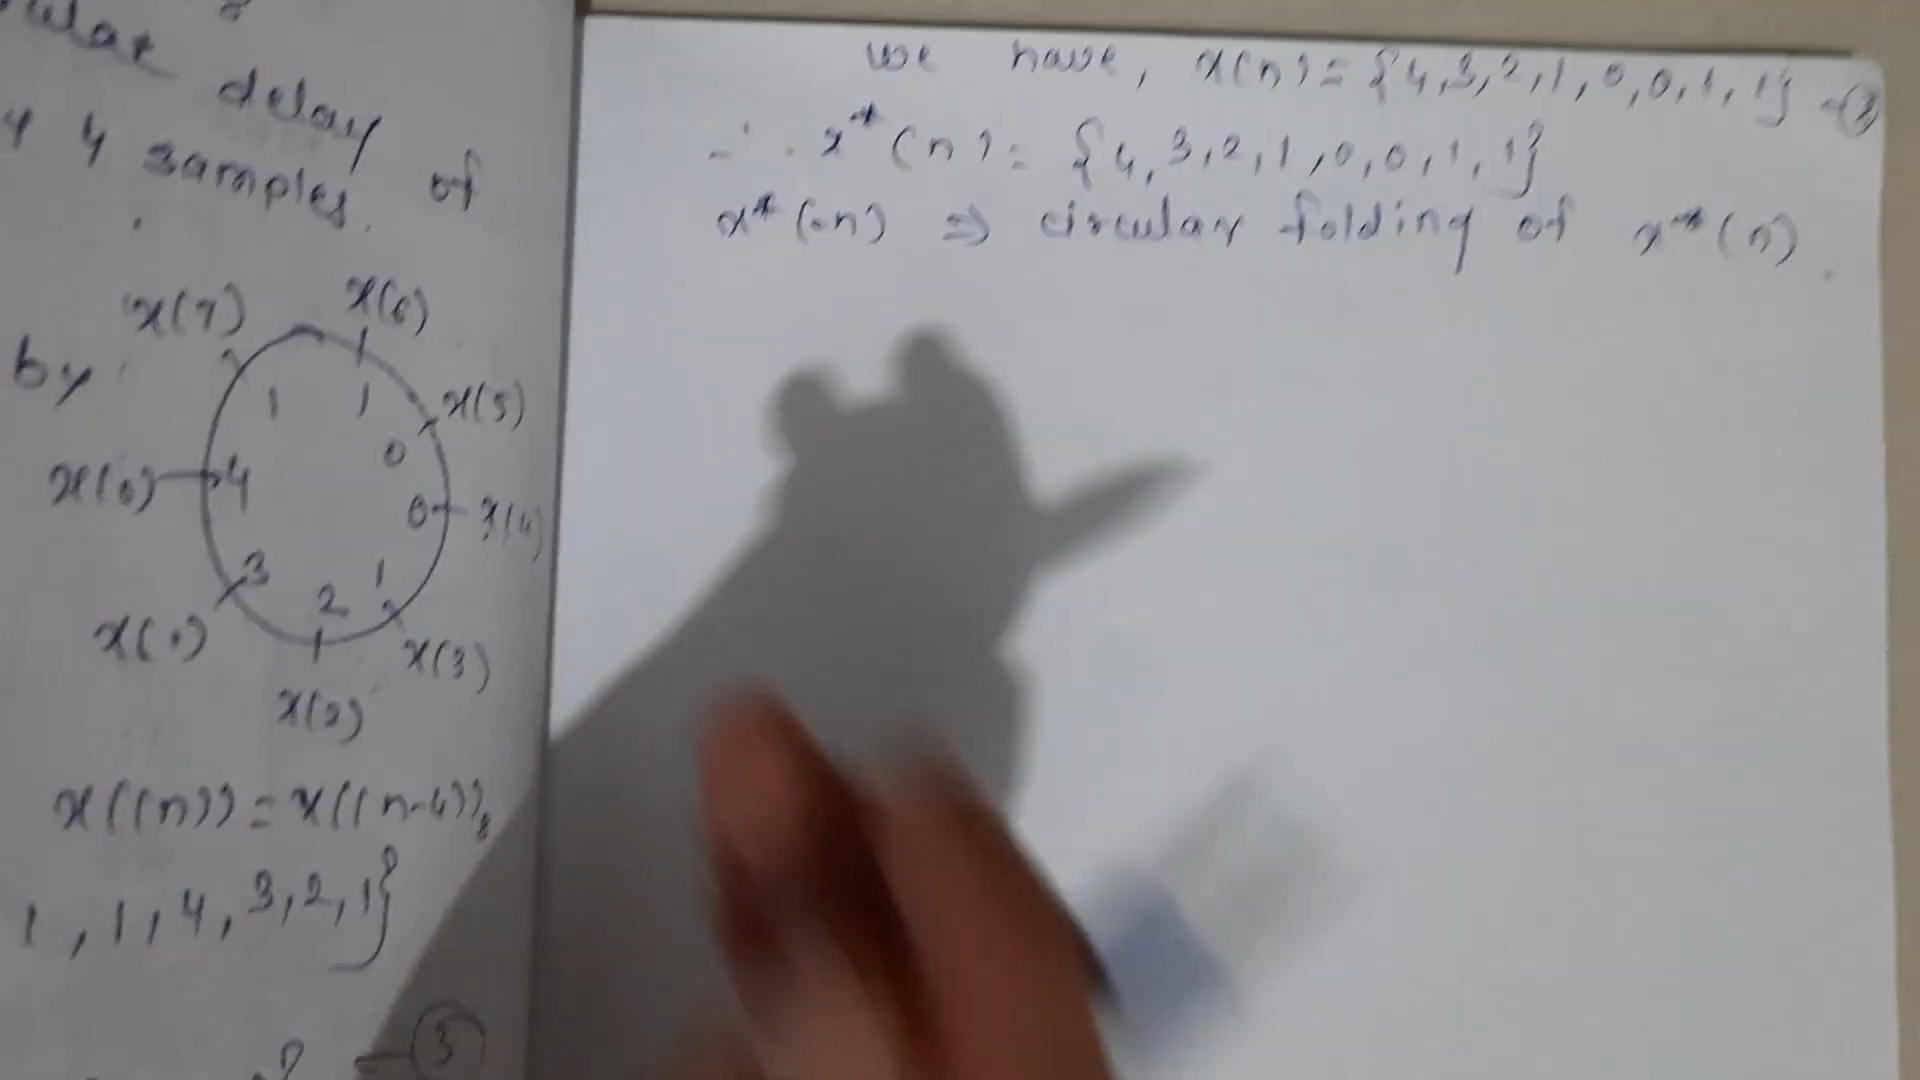 delay
4 samples.
of
by
x(7)
x(6)
1
1
x(5)
0
x(0)
4
0
x(4)
3
1
2
x(1)
x(3)
x(2)
x((n)) = x((n-4))8
1, 1, 4, 3, 2, 1}
3
we have, x(n) = {4, 3, 2, 1, 0, 0, 1, 1} - 3
∴ x*(n) = {4, 3, 2, 1, 0, 0, 1, 1}
x*(-n) ⇒ circular folding of x*(n).